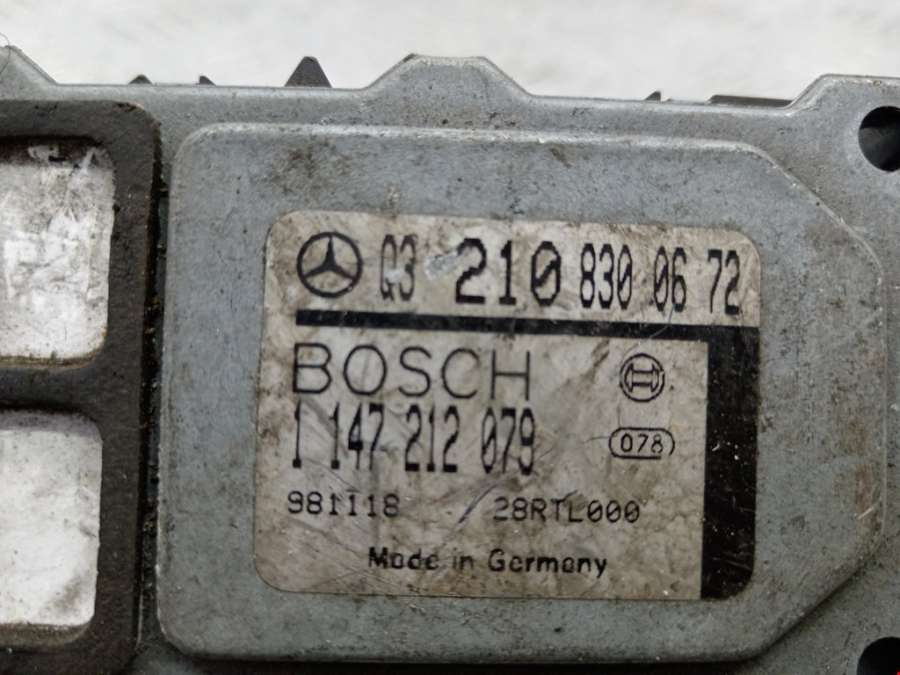 Q3 210 830 06 72
BOSCH
1 147 212 079
078
981118 28RTL000
Made in Germany